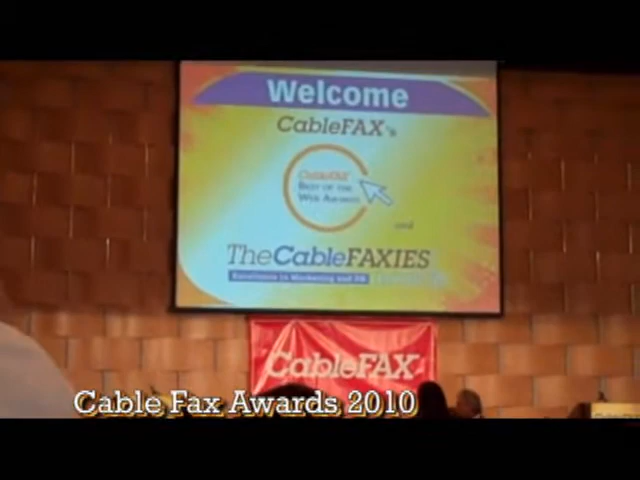 Welcome
CableFAX's
CableFAX
BEST OF THE
WEB AWARDS
and
TheCableFAXIES
Excellence in Marketing and PR
CableFAX
Cable Fax Awards 2010